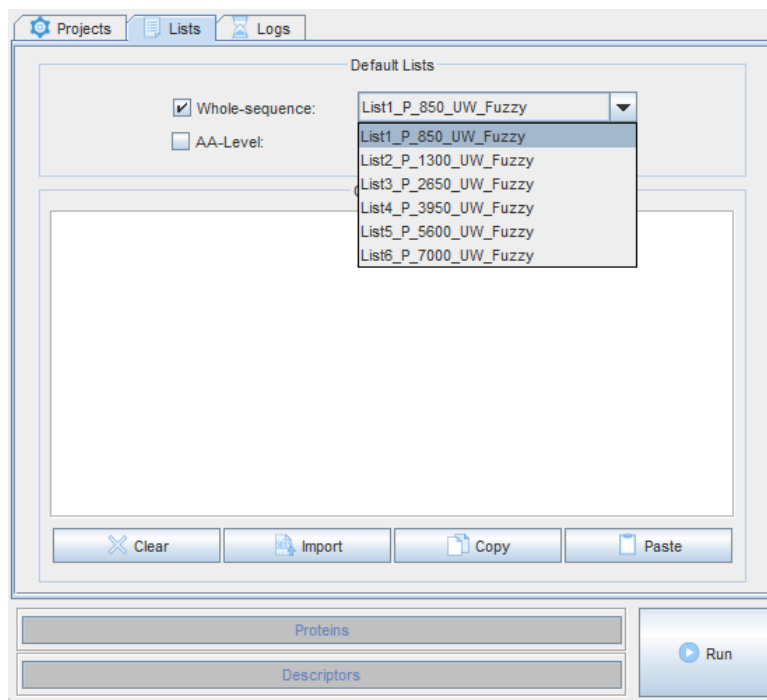 Projects Lists Logs
Default Lists
Whole-sequence: List1_P_850_UW_Fuzzy
AA-Level:
List1_P_850_UW_Fuzzy
List2_P_1300_UW_Fuzzy
List3_P_2650_UW_Fuzzy
List4_P_3950_UW_Fuzzy
List5_P_5600_UW_Fuzzy
List6_P_7000_UW_Fuzzy
Clear Import Copy Paste
Proteins
Run
Descriptors